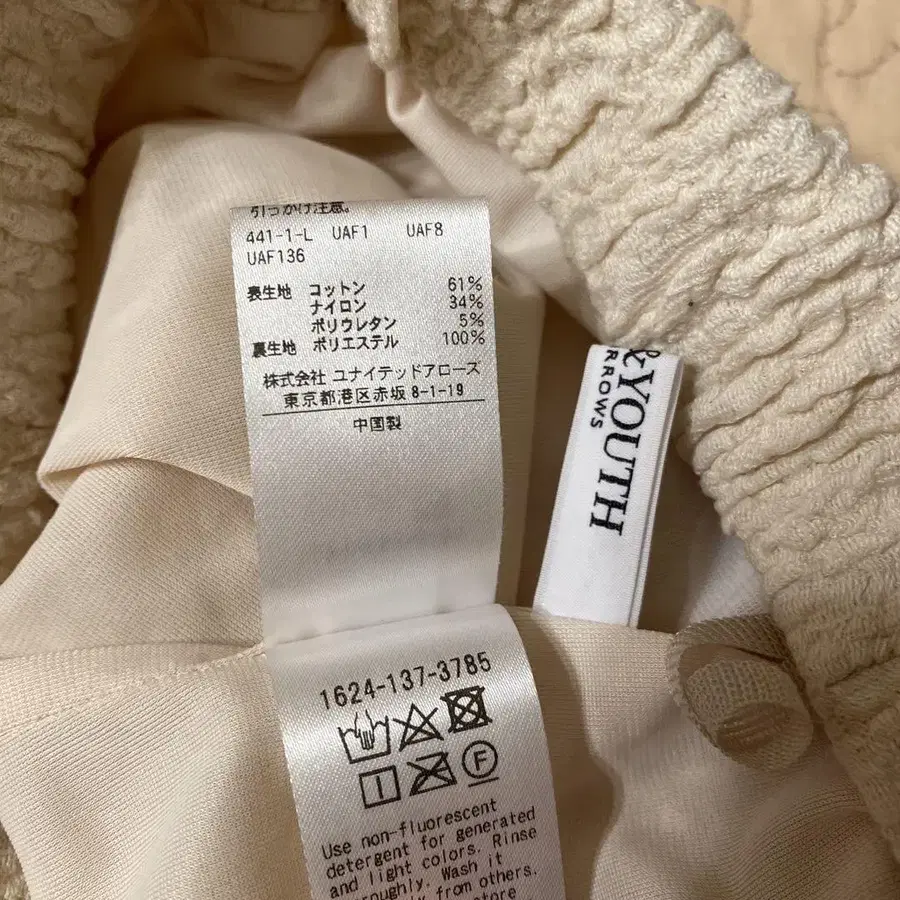 引っかけ注意。
441-1-L UAF1 UAF8
UAF136
表生地 コットン 61%
ナイロン 34%
ポリウレタン 5%
裏生地 ポリエステル 100%
株式会社 ユナイテッドアローズ
東京都港区赤坂 8-1-19
中国製
&YOUTH
RROWS
1624-137-3785
F
Use non-fluorescent
detergent for generated
and light colors. Rinse
roughly. Wash it
from others.
store